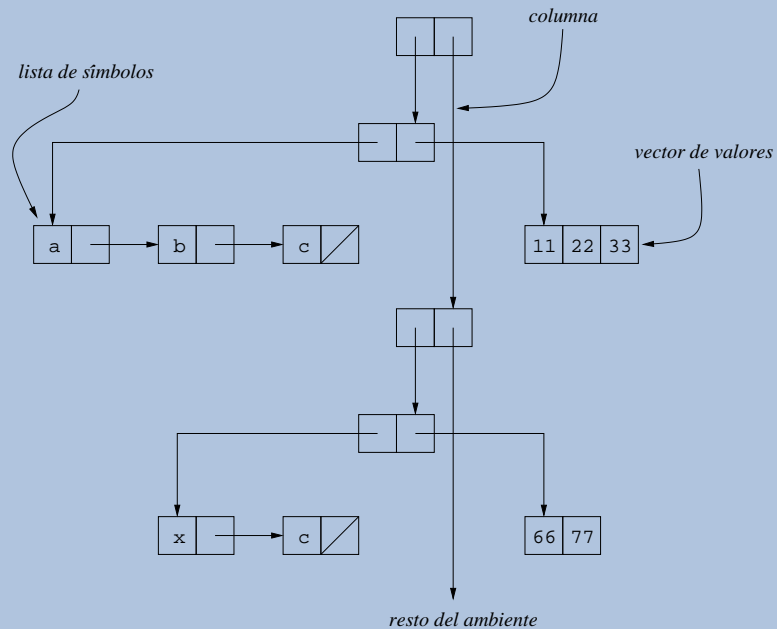 columna
lista de símbolos
vector de valores
a b c
11 22 33
x c
66 77
resto del ambiente